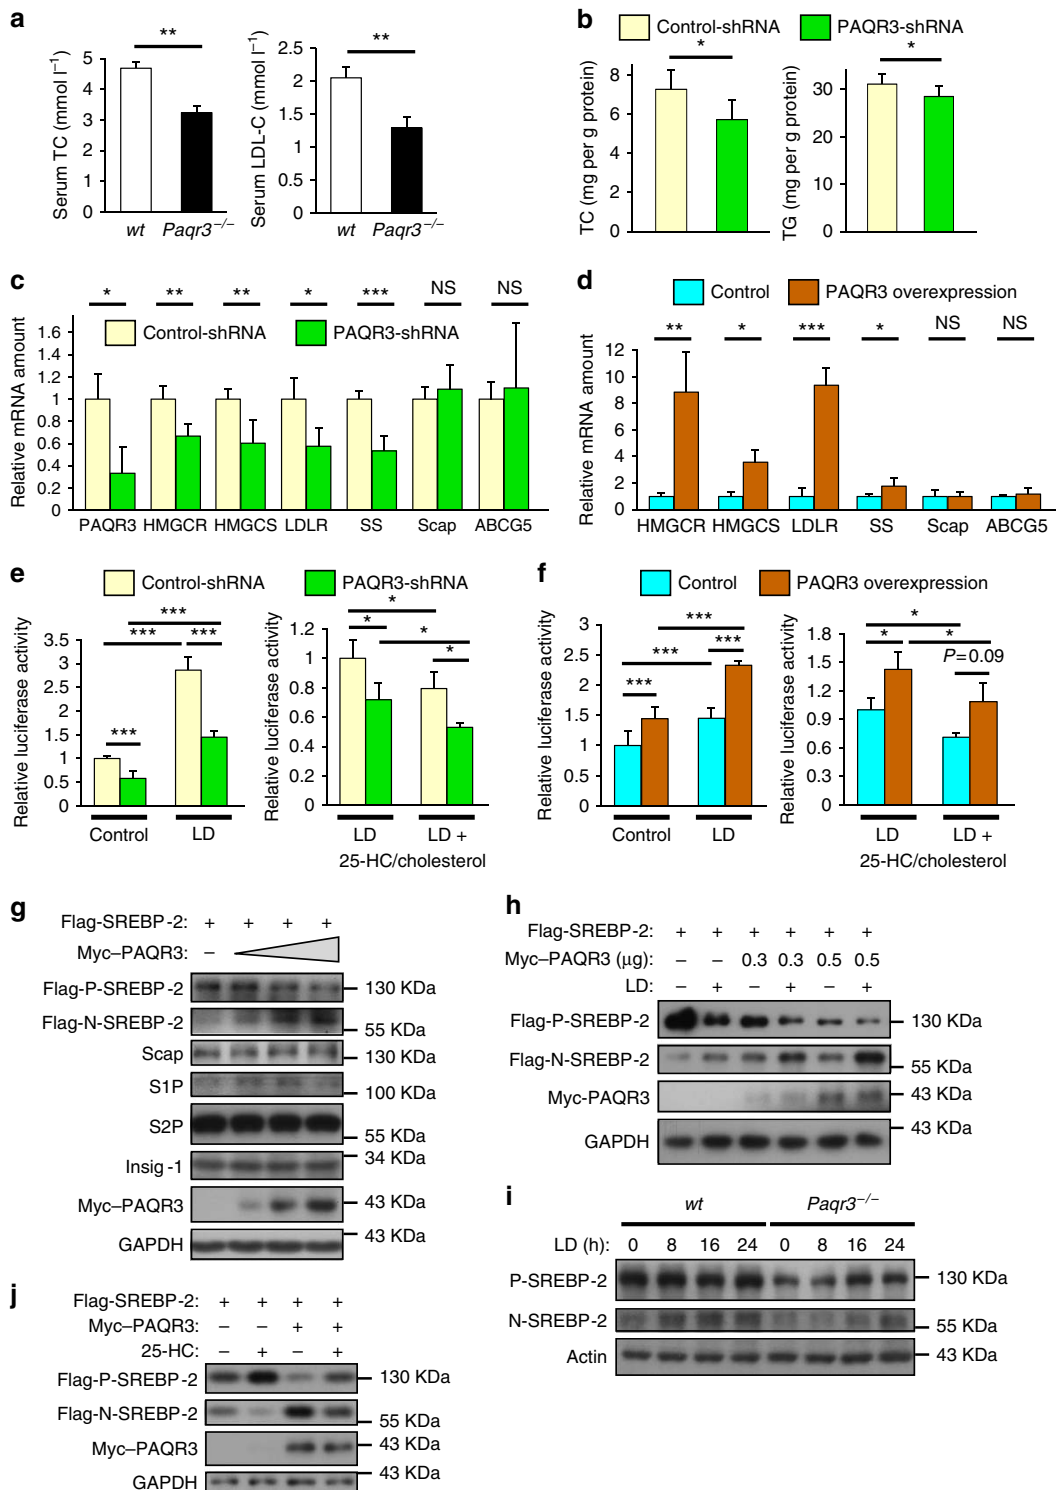 a
**
**
Serum TC (mmol l⁻¹)
5
4
3
2
1
0
wt Paqr3⁻/⁻
Serum LDL-C (mmol l⁻¹)
2.5
2
1.5
1
0.5
0
wt Paqr3⁻/⁻
b
Control-shRNA PAQR3-shRNA
*
*
TC (mg per g protein)
8
6
4
2
0
TG (mg per g protein)
30
20
10
0
c
* ** ** * *** NS NS
Control-shRNA PAQR3-shRNA
Relative mRNA amount
1.6
1.4
1.2
1
0.8
0.6
0.4
0.2
0
PAQR3 HMGCR HMGCS LDLR SS Scap ABCG5
d
Control PAQR3 overexpression
** * *** * NS NS
Relative mRNA amount
12
10
8
6
4
2
0
HMGCR HMGCS LDLR SS Scap ABCG5
e
Control-shRNA PAQR3-shRNA
***
*** ***
***
Relative luciferase activity
3.5
3
2.5
2
1.5
1
0.5
0
Control LD
*
* *
*
Relative luciferase activity
1.2
1
0.8
0.6
0.4
0.2
0
LD LD +
25-HC/cholesterol
f
Control PAQR3 overexpression
***
*** ***
***
Relative luciferase activity
3
2.5
2
1.5
1
0.5
0
Control LD
*
* *
P=0.09
Relative luciferase activity
1.8
1.5
1.2
0.9
0.6
0.3
0
LD LD +
25-HC/cholesterol
g
Flag-SREBP-2: + + + +
Myc–PAQR3: –
Flag-P-SREBP-2 130 KDa
Flag-N-SREBP-2 55 KDa
Scap 130 KDa
S1P 100 KDa
S2P 55 KDa
Insig-1 34 KDa
Myc–PAQR3 43 KDa
GAPDH 43 KDa
h
Flag-SREBP-2: + + + + + +
Myc–PAQR3 (μg): – – 0.3 0.3 0.5 0.5
LD: – + – + – +
Flag-P-SREBP-2 130 KDa
Flag-N-SREBP-2 55 KDa
Myc-PAQR3 43 KDa
GAPDH 43 KDa
i
wt Paqr3⁻/⁻
LD (h): 0 8 16 24 0 8 16 24
P-SREBP-2 130 KDa
N-SREBP-2 55 KDa
Actin 43 KDa
j
Flag-SREBP-2: + + + +
Myc–PAQR3: – – + +
25-HC: – + – +
Flag-P-SREBP-2 130 KDa
Flag-N-SREBP-2 55 KDa
Myc–PAQR3 43 KDa
GAPDH 43 KDa